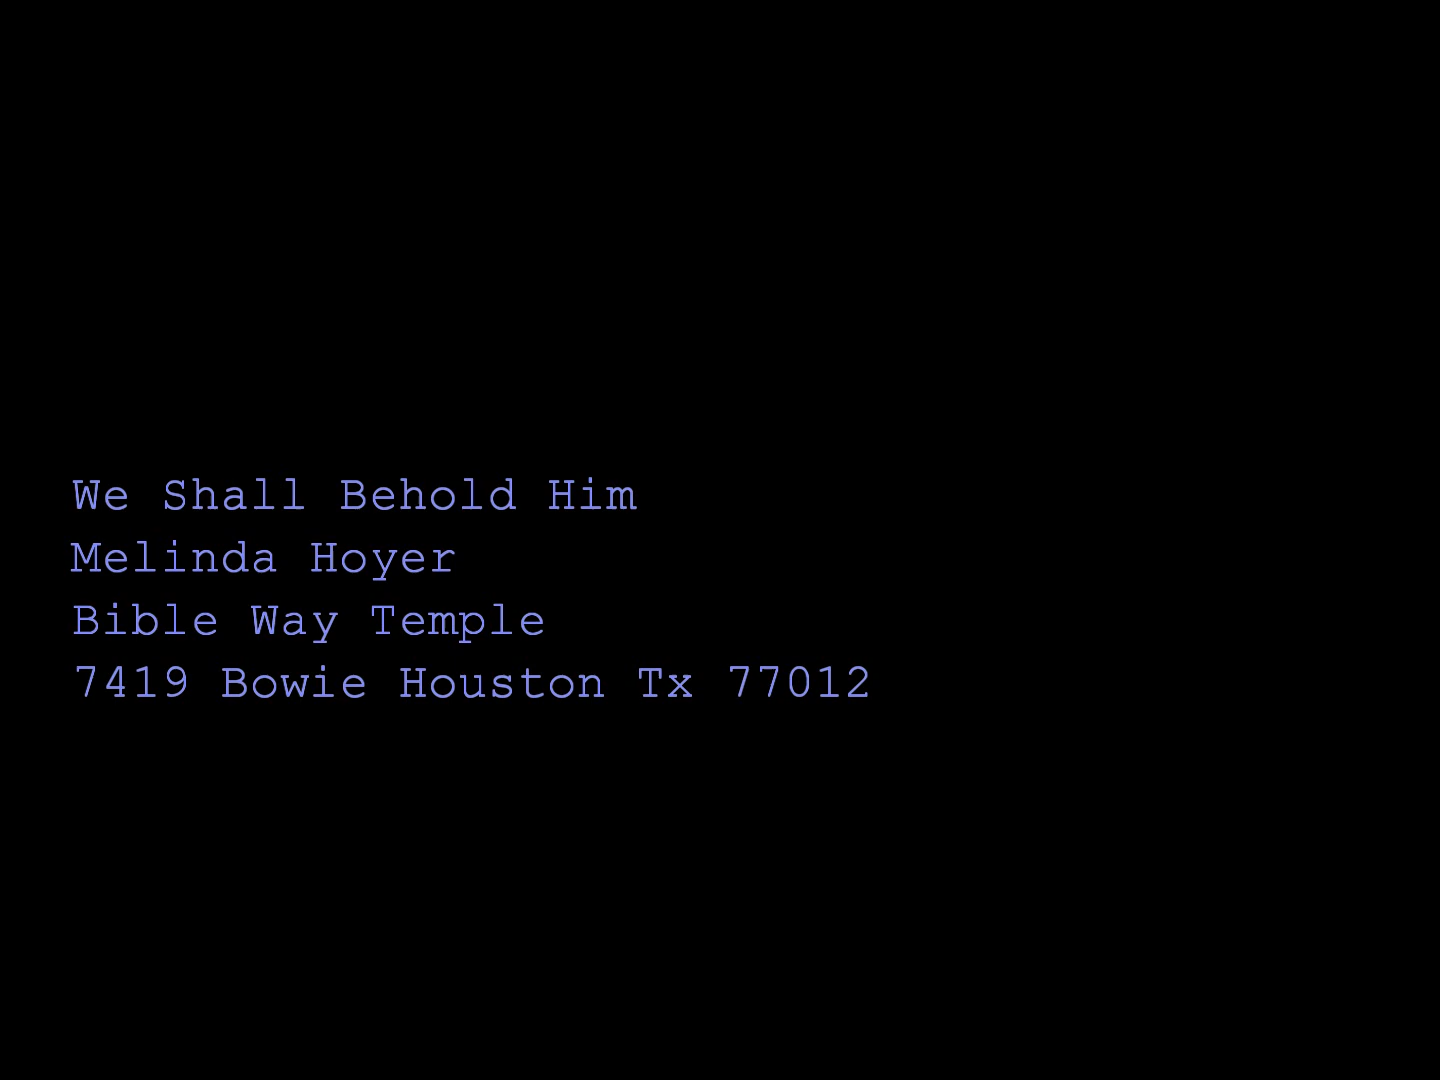 We Shall Behold Him
Melinda Hoyer
Bible Way Temple
7419 Bowie Houston Tx 77012